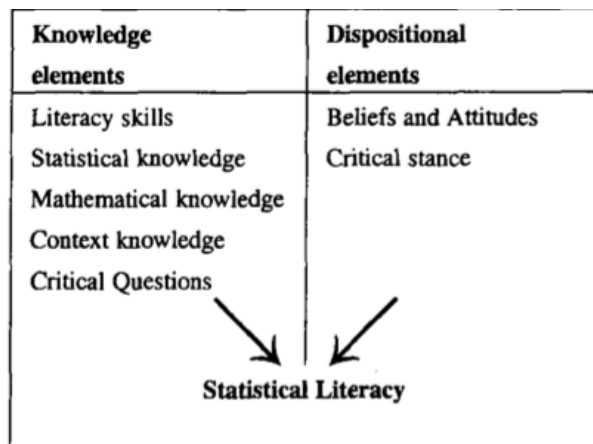 Knowledge
elements
Dispositional
elements
Literacy skills
Statistical knowledge
Mathematical knowledge
Context knowledge
Critical Questions
Beliefs and Attitudes
Critical stance
Statistical Literacy